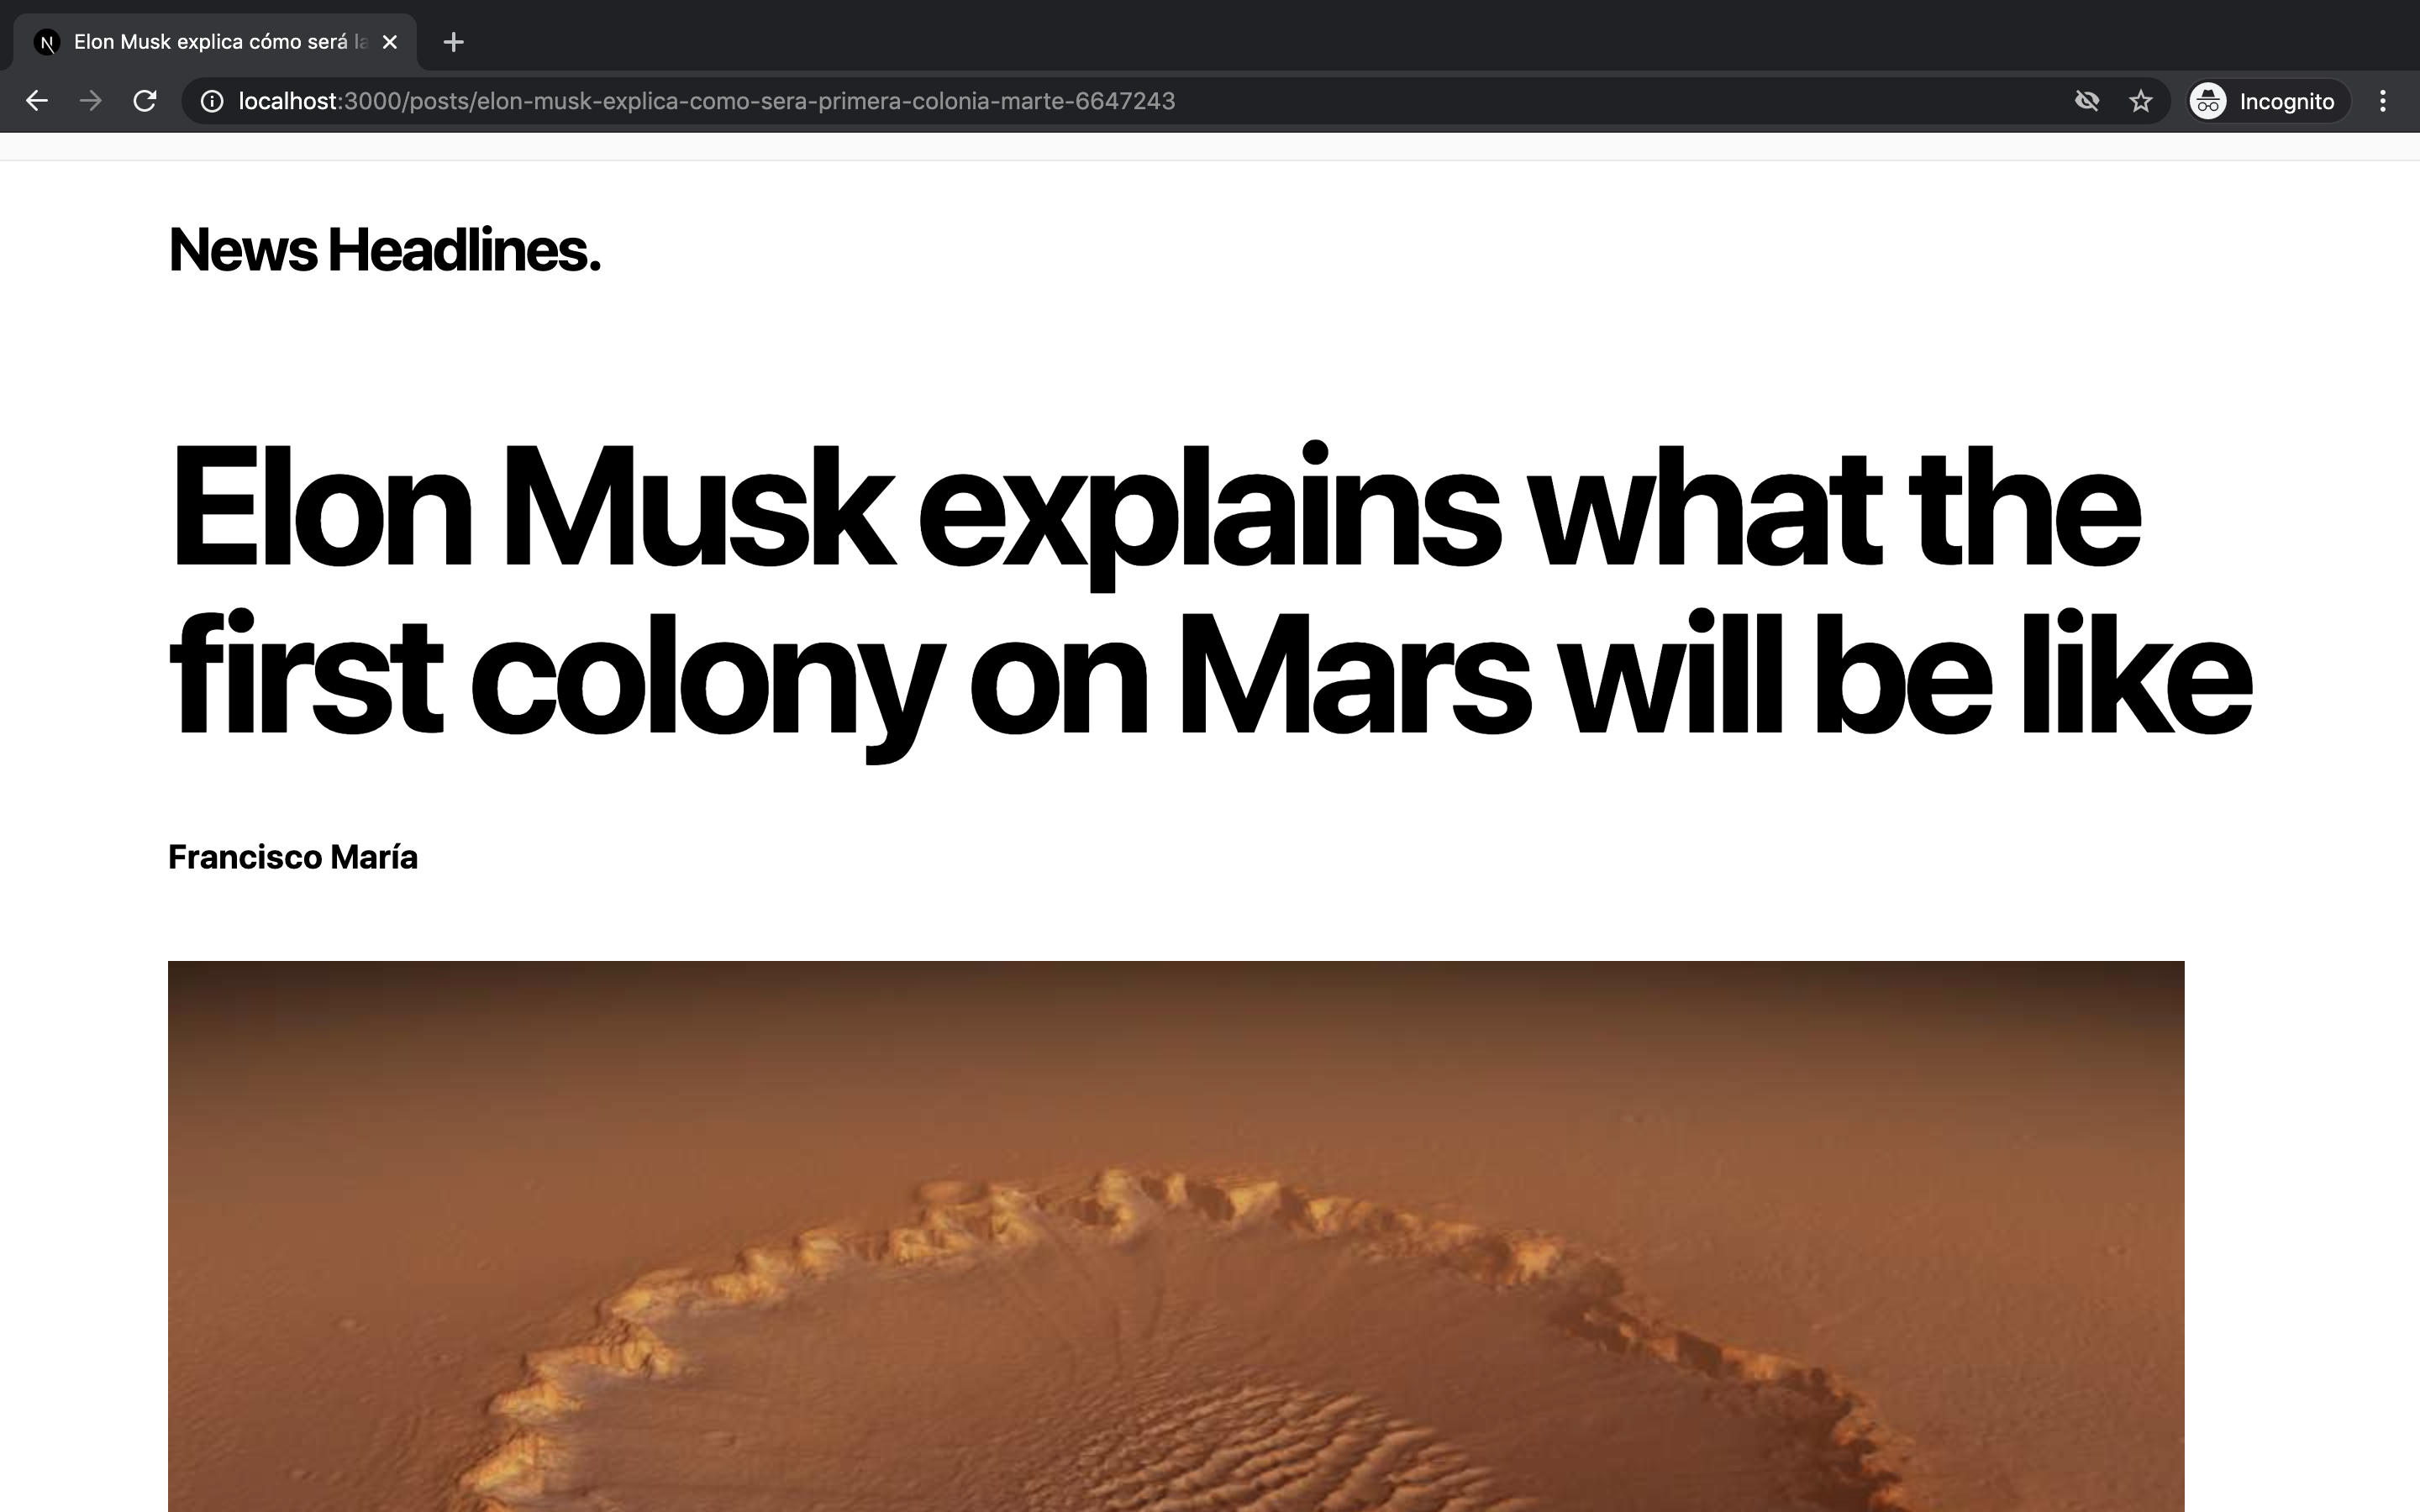 Elon Musk explica cómo será la
localhost:3000/posts/elon-musk-explica-como-sera-primera-colonia-marte-6647243
Incognito
News Headlines.
Elon Musk explains what the
first colony on Mars will be like
Francisco María